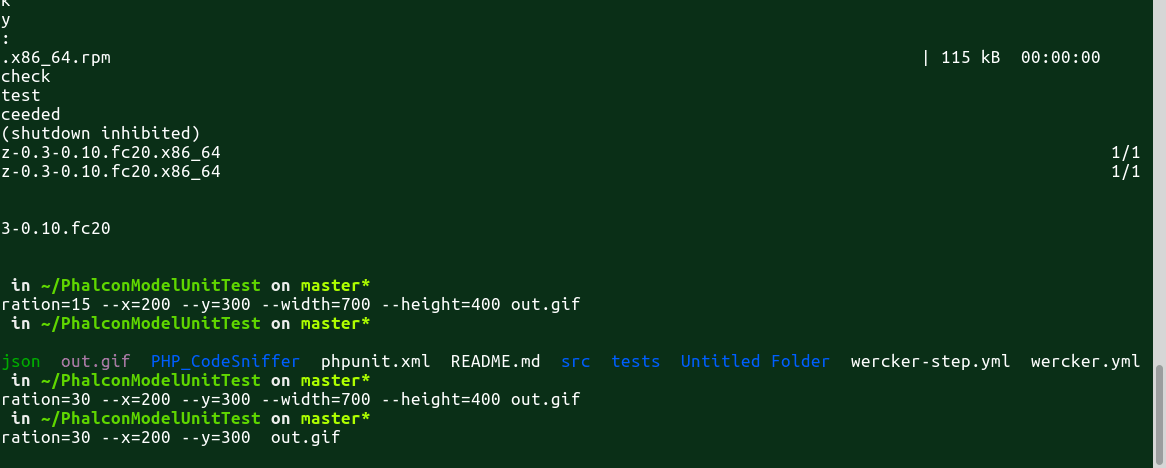 k
y
:
.x86_64.rpm | 115 kB 00:00:00
check
test
ceeded
(shutdown inhibited)
z-0.3-0.10.fc20.x86_64 1/1
z-0.3-0.10.fc20.x86_64 1/1
3-0.10.fc20
in ~/PhalconModelUnitTest on master*
ration=15 --x=200 --y=300 --width=700 --height=400 out.gif
in ~/PhalconModelUnitTest on master*
json out.gif PHP_CodeSniffer phpunit.xml README.md src tests Untitled Folder wercker-step.yml wercker.yml
in ~/PhalconModelUnitTest on master*
ration=30 --x=200 --y=300 --width=700 --height=400 out.gif
in ~/PhalconModelUnitTest on master*
ration=30 --x=200 --y=300  out.gif